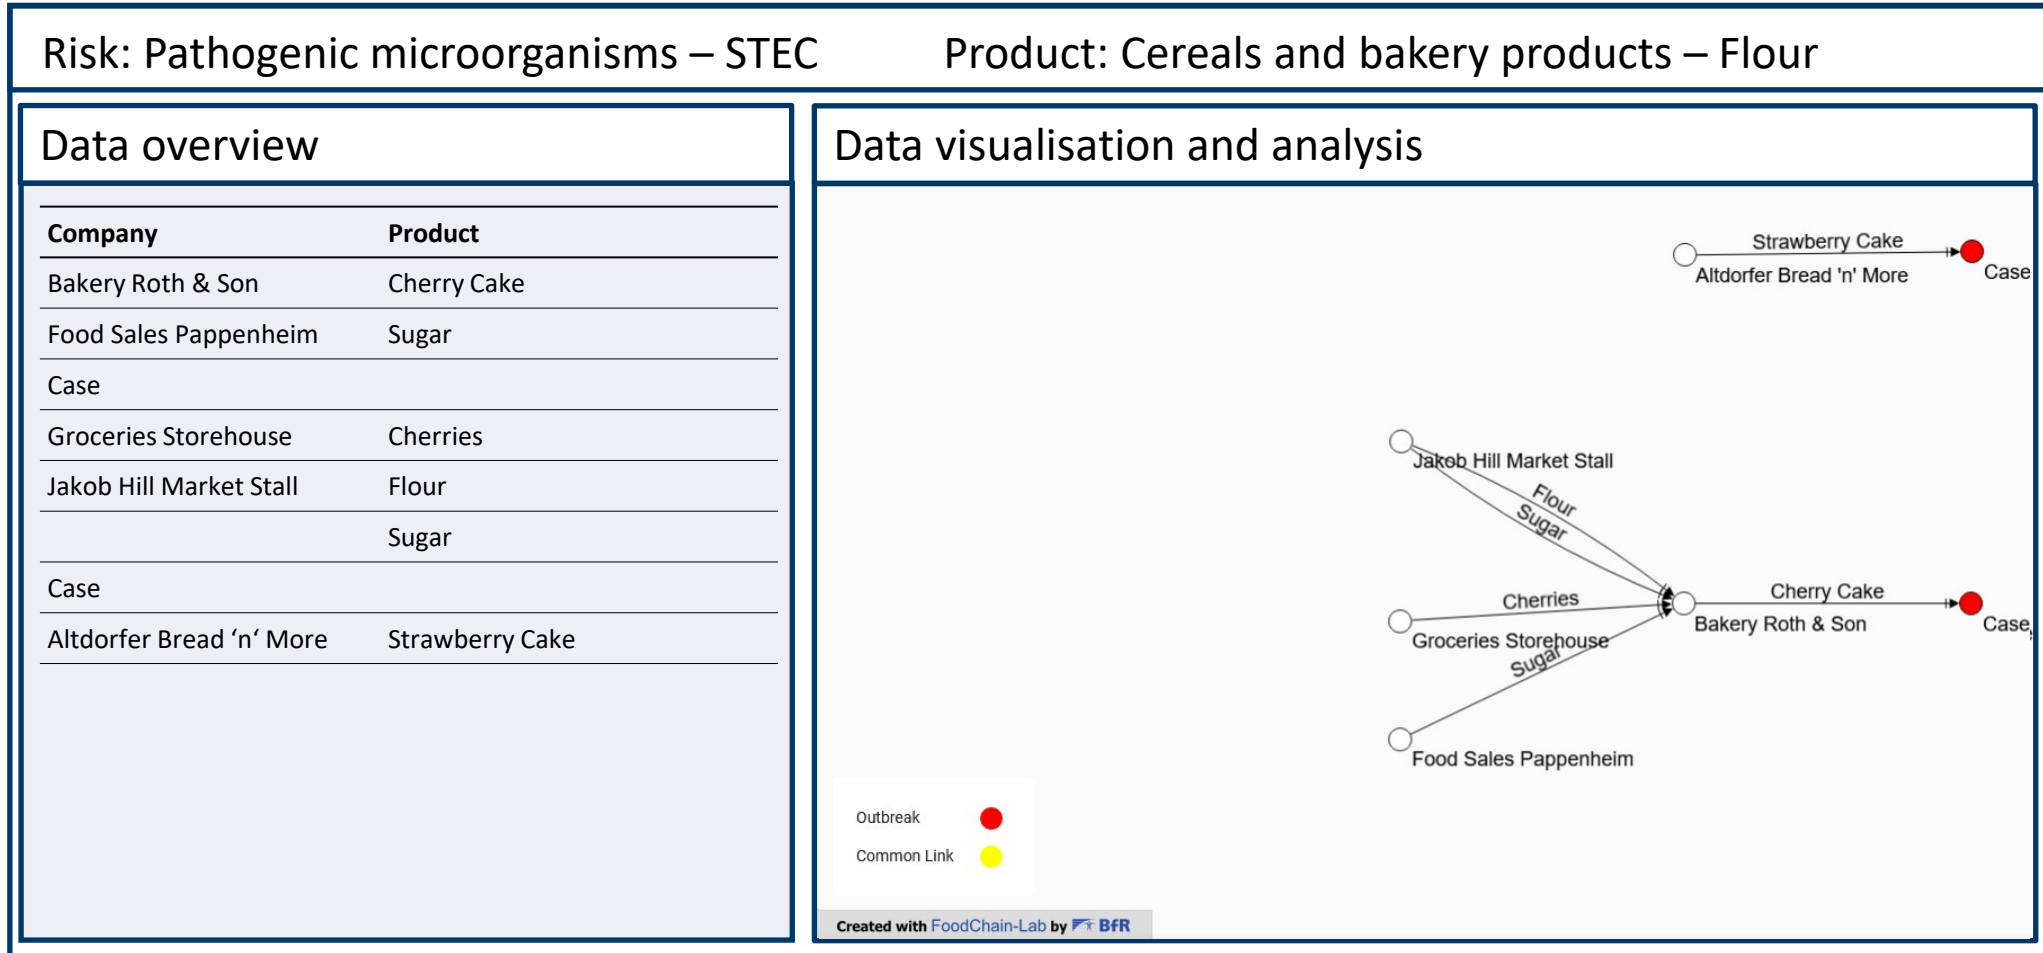 Risk: Pathogenic microorganisms – STEC Product: Cereals and bakery products – Flour
Data overview
Company Product
Bakery Roth & Son Cherry Cake
Food Sales Pappenheim Sugar
Case
Groceries Storehouse Cherries
Jakob Hill Market Stall Flour
Sugar
Case
Altdorfer Bread ‘n‘ More Strawberry Cake
Data visualisation and analysis
Strawberry Cake
Altdorfer Bread 'n' More
Case
Jakob Hill Market Stall
Flour
Sugar
Cherries
Groceries Storehouse
Cherry Cake
Bakery Roth & Son
Case
Sugar
Food Sales Pappenheim
Outbreak
Common Link
Created with FoodChain-Lab by BfR